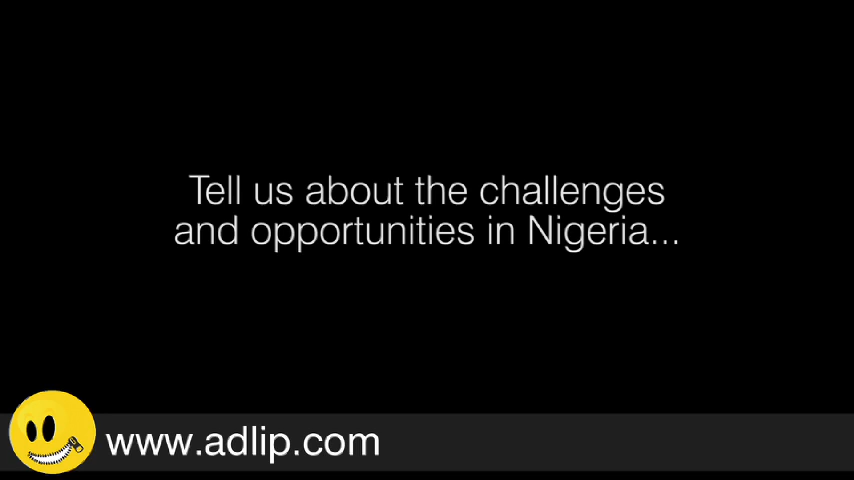 Tell us about the challenges
and opportunities in Nigeria...
www.adlip.com